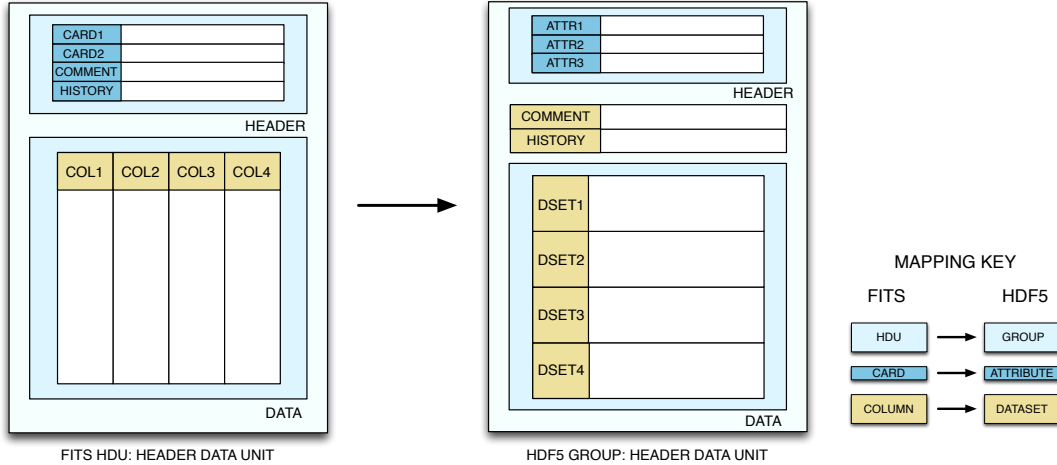 CARD1
CARD2
COMMENT
HISTORY
HEADER
COL1 COL2 COL3 COL4
DATA
FITS HDU: HEADER DATA UNIT
ATTR1
ATTR2
ATTR3
HEADER
COMMENT
HISTORY
DSET1
DSET2
DSET3
DSET4
DATA
HDF5 GROUP: HEADER DATA UNIT
MAPPING KEY
FITS HDF5
HDU GROUP
CARD ATTRIBUTE
COLUMN DATASET